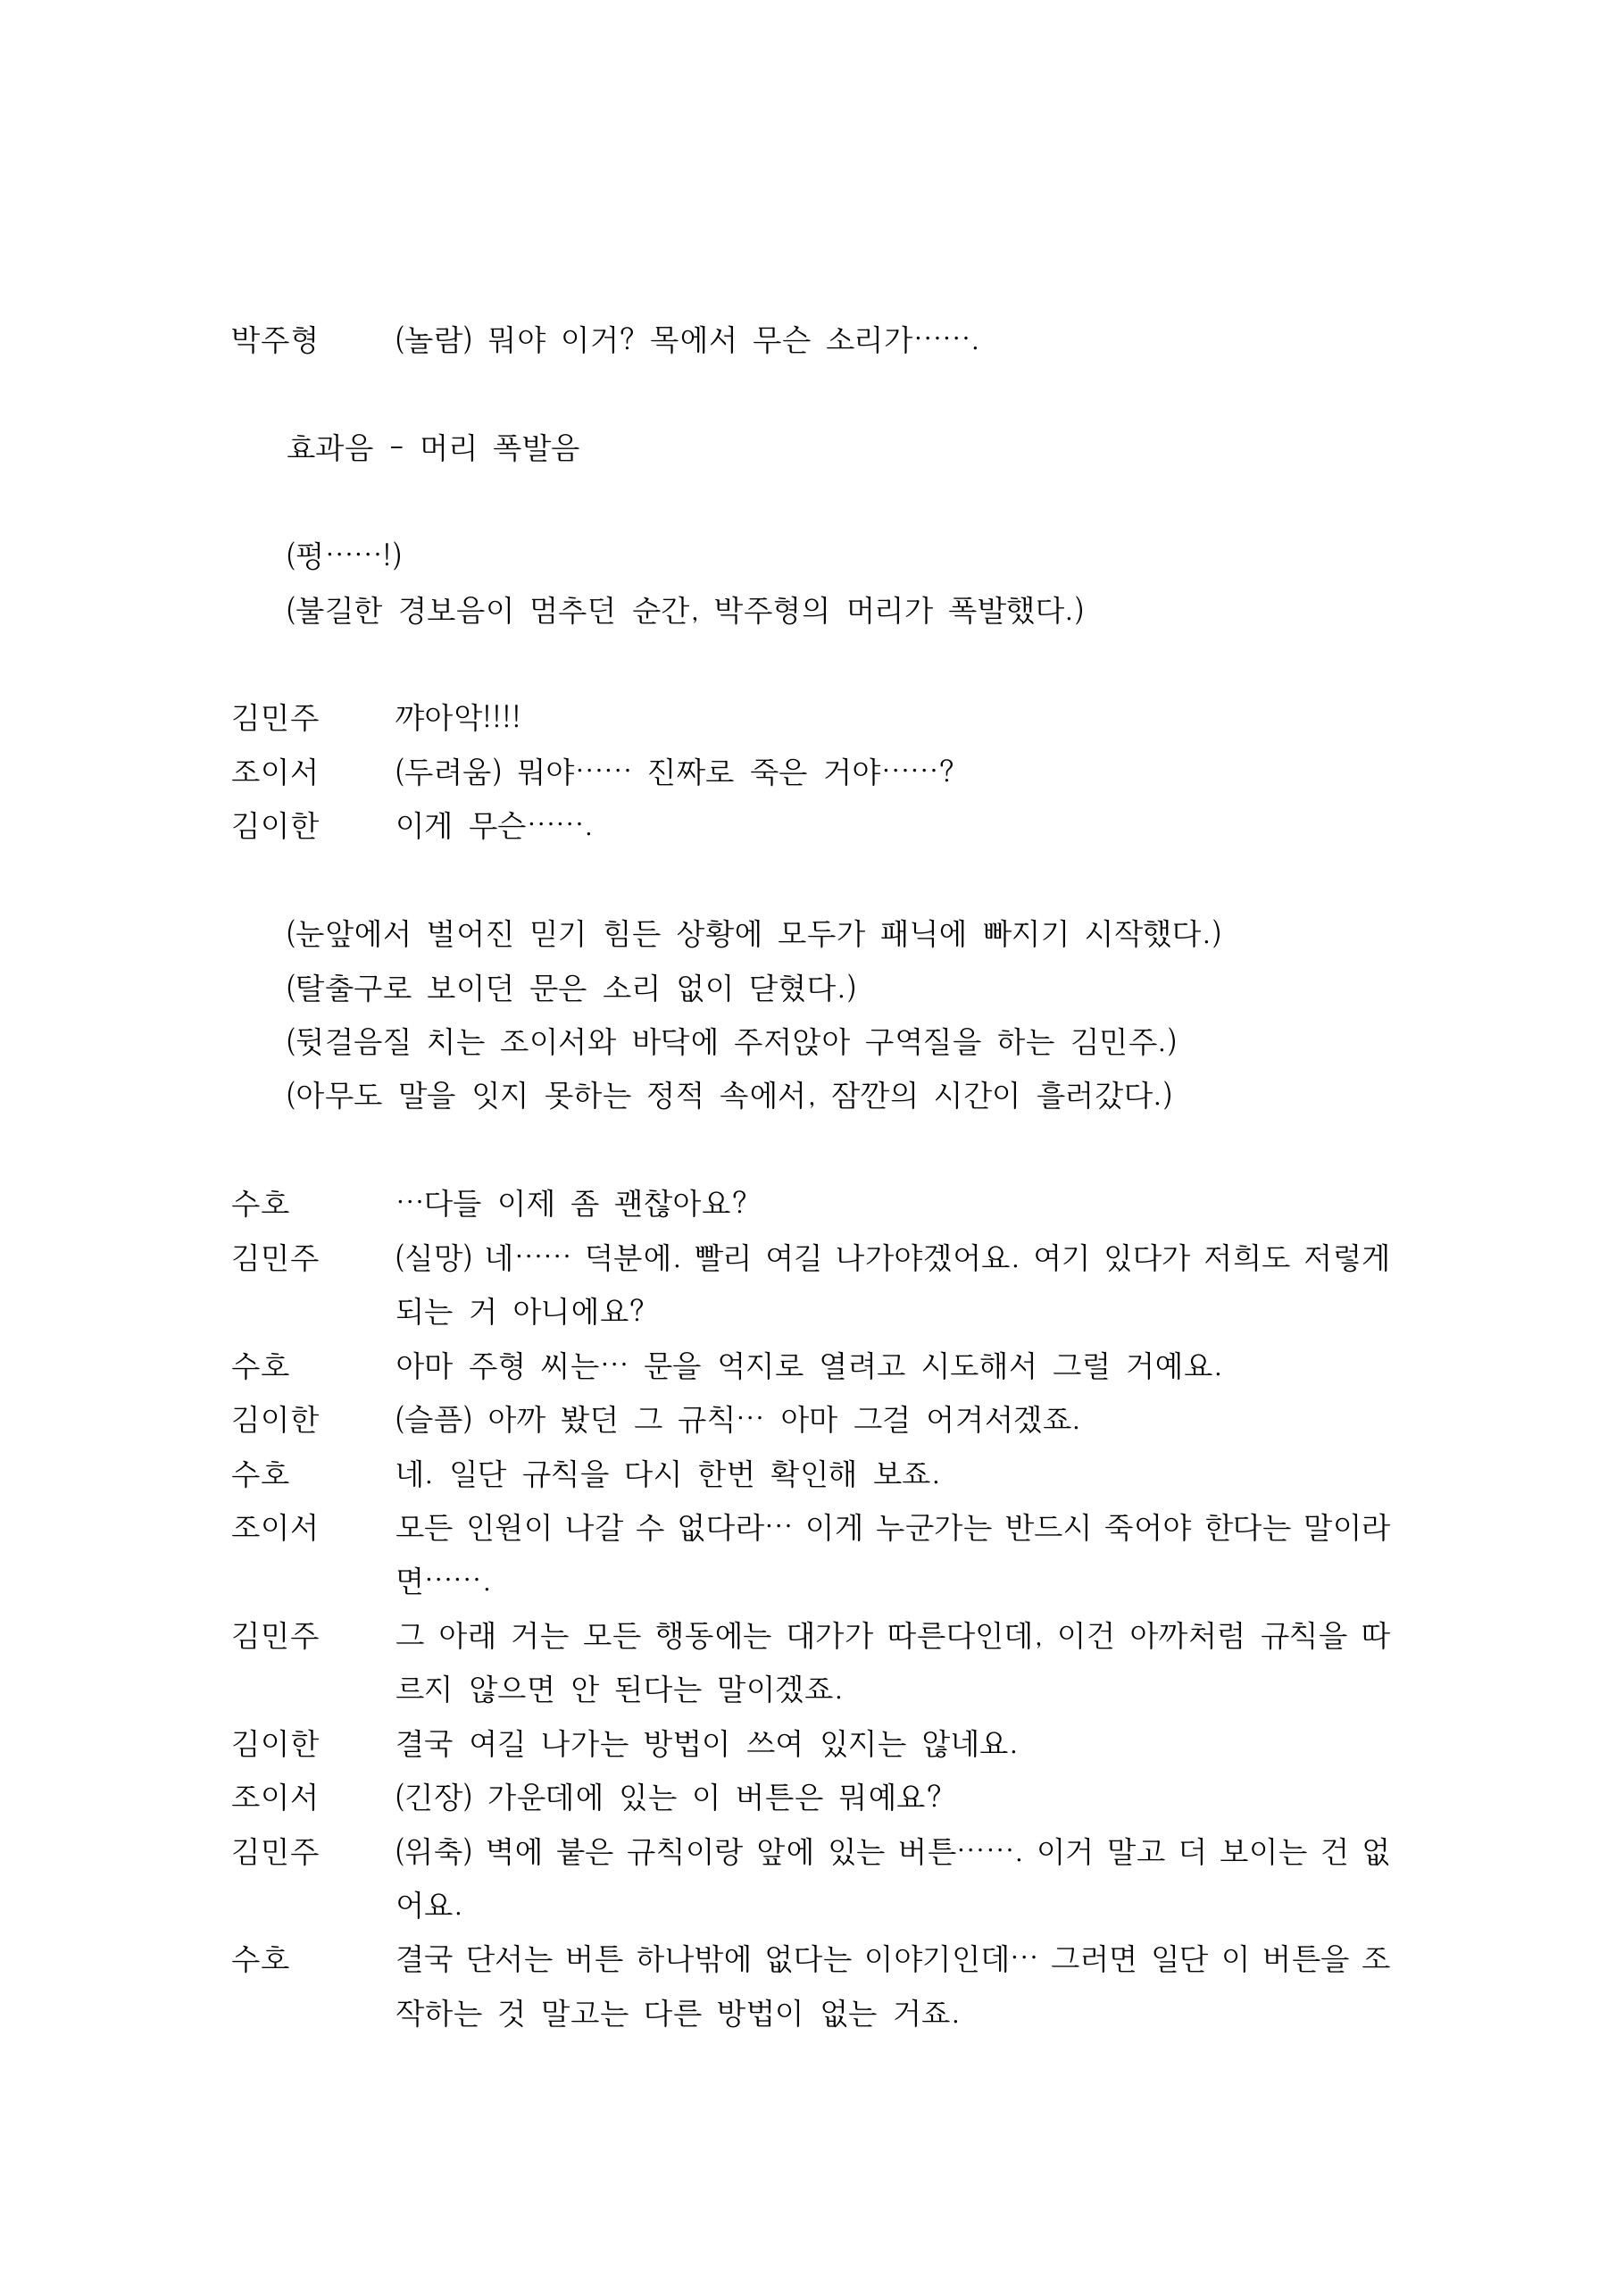 박주형 (놀람) 뭐야 이거? 목에서 무슨 소리가…….
효과음 – 머리 폭발음
(펑……!)
(불길한 경보음이 멈추던 순간, 박주형의 머리가 폭발했다.)
김민주 꺄아악!!!!
조이서 (두려움) 뭐야…… 진짜로 죽은 거야……?
김이한 이게 무슨…….
(눈앞에서 벌어진 믿기 힘든 상황에 모두가 패닉에 빠지기 시작했다.)
(탈출구로 보이던 문은 소리 없이 닫혔다.)
(뒷걸음질 치는 조이서와 바닥에 주저앉아 구역질을 하는 김민주.)
(아무도 말을 잇지 못하는 정적 속에서, 잠깐의 시간이 흘러갔다.)
수호 …다들 이제 좀 괜찮아요?
김민주 (실망) 네…… 덕분에. 빨리 여길 나가야겠어요. 여기 있다가 저희도 저렇게
되는 거 아니에요?
수호 아마 주형 씨는… 문을 억지로 열려고 시도해서 그럴 거예요.
김이한 (슬픔) 아까 봤던 그 규칙… 아마 그걸 어겨서겠죠.
수호 네. 일단 규칙을 다시 한번 확인해 보죠.
조이서 모든 인원이 나갈 수 없다라… 이게 누군가는 반드시 죽어야 한다는 말이라
면…….
김민주 그 아래 거는 모든 행동에는 대가가 따른다인데, 이건 아까처럼 규칙을 따
르지 않으면 안 된다는 말이겠죠.
김이한 결국 여길 나가는 방법이 쓰여 있지는 않네요.
조이서 (긴장) 가운데에 있는 이 버튼은 뭐예요?
김민주 (위축) 벽에 붙은 규칙이랑 앞에 있는 버튼……. 이거 말고 더 보이는 건 없
어요.
수호 결국 단서는 버튼 하나밖에 없다는 이야기인데… 그러면 일단 이 버튼을 조
작하는 것 말고는 다른 방법이 없는 거죠.